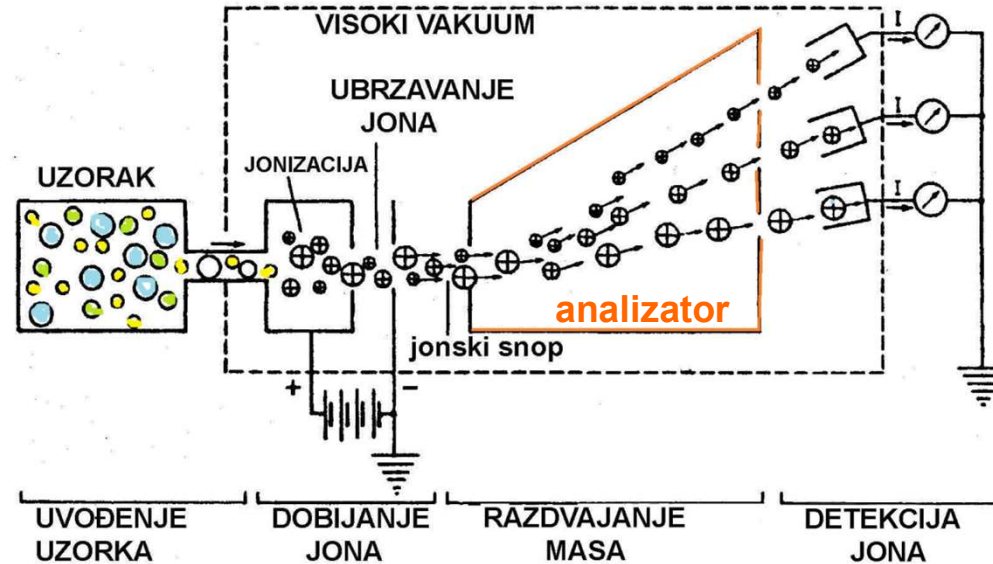 VISOKI VAKUUM
UBRZAVANJE
JONA
JONIZACIJA
UZORAK
analizator
jonski snop
+
−
I
I
I
UVOĐENJE
UZORKA
DOBIJANJE
JONA
RAZDVAJANJE
MASA
DETEKCIJA
JONA